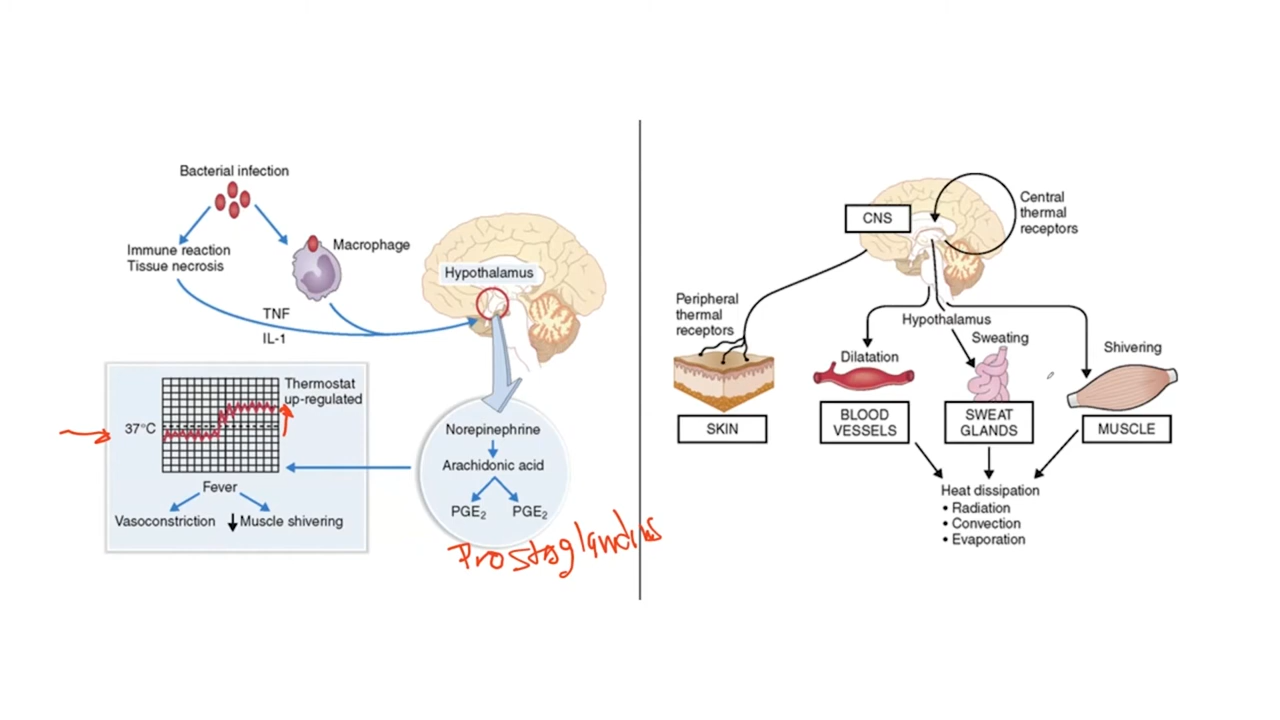 Bacterial infection
Immune reaction
Tissue necrosis
Macrophage
TNF
IL-1
Hypothalamus
Thermostat
up-regulated
37°C
Fever
Vasoconstriction
Muscle shivering
Norepinephrine
Arachidonic acid
PGE₂ PGE₂
Prostaglandins
CNS
Central
thermal
receptors
Peripheral
thermal
receptors
Hypothalamus
Dilatation
Sweating
Shivering
SKIN
BLOOD
VESSELS
SWEAT
GLANDS
MUSCLE
Heat dissipation
• Radiation
• Convection
• Evaporation